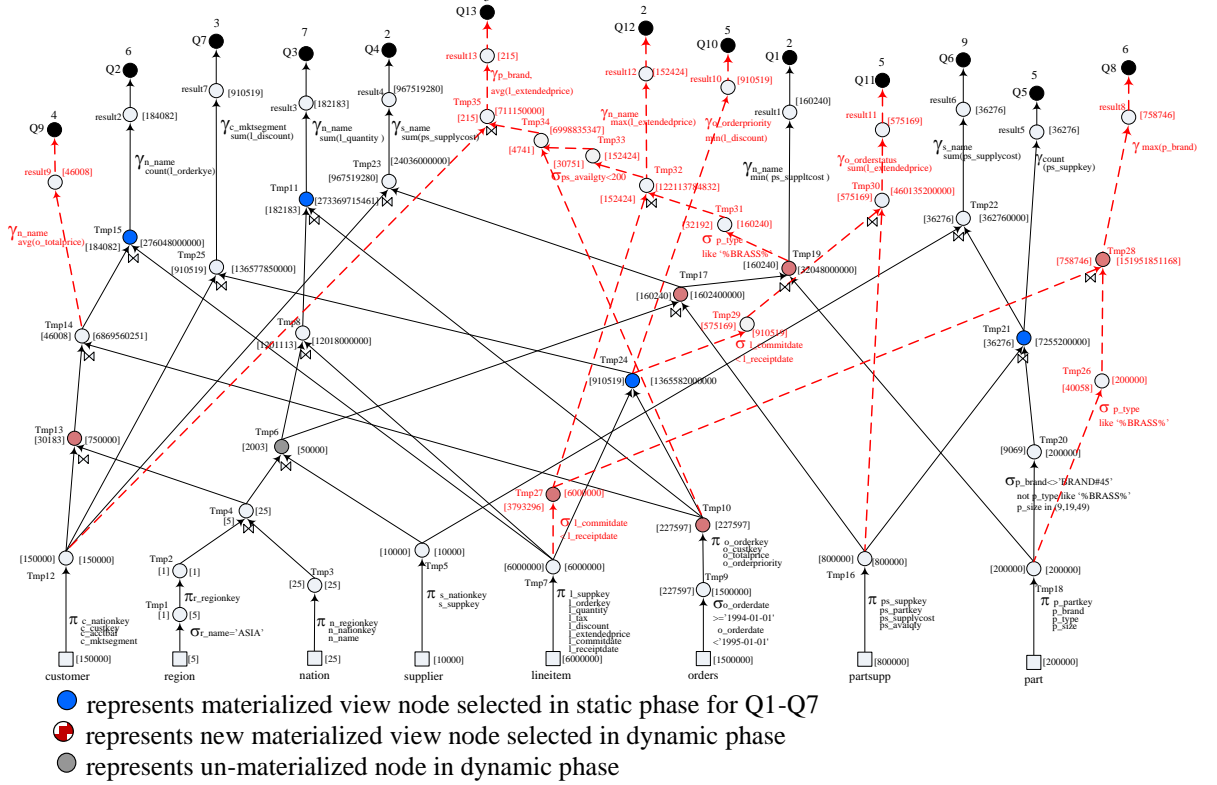 Q13
2
Q12
5
Q10
2
Q1
3
Q7
7
Q3
2
Q4
6
Q2
9
Q6
6
Q8
5
Q11
5
Q5
4
Q9
result13
[215]
result12
[152424]
result10
[910519]
result7
[910519]
result3
[182183]
result4
[967519280]
result2
[184082]
result1
[160240]
result11
[575169]
result6
[36276]
result5
[36276]
result8
[758746]
result9
[46008]
γp_brand,
avg(l_extendedprice)
Tmp35
[711150000]
[215]
Tmp34
[6998835347]
[4741]
Tmp33
[152424]
[30751]
σps_availqty<200
γn_name
max(l_extendedprice)
γo_orderpriority
min(l_discount)
Tmp32
[122113784832]
[152424]
γc_mktsegment
sum(l_discount)
γn_name
sum(l_quantity )
γs_name
sum(ps_supplycost)
γn_name
count(l_orderkye)
γn_name
min( ps_suppltcost )
γo_orderstatus
sum(l_extendedprice)
γs_name
sum(ps_supplycost)
γcount
(ps_suppkey)
γ max(p_brand)
γn_name
avg(o_totalprice)
Tmp23
[24036000000]
[967519280]
Tmp11
[273369715461]
[182183]
Tmp30
[575169]
[460135200000]
Tmp22
[36276]
[362760000]
Tmp31
[160240]
[32192]
σ p_type
like '%BRASS%'
Tmp15
[184082]
[276048000000]
Tmp25
[910519]
[136577850000]
Tmp19
[160240]
[32048000000]
Tmp28
[758746]
[151951851168]
Tmp17
[160240]
[1602400000]
Tmp14
[46008]
[6869560251]
Tmp8
[1201113]
[12018000000]
Tmp29
[575169]
[910519]
σ l_commitdate
<l_receiptdate
Tmp21
[36276]
[7255200000]
Tmp24
[910519]
[1365582000000
Tmp26
[40058]
[200000]
σ p_type
like '%BRASS%'
Tmp13
[30183]
[750000]
Tmp6
[2003]
[50000]
Tmp20
[9069]
[200000]
σp_brand<>'BRAND#45'
not p_type like '%BRASS%'
p_size in (9,19,49)
Tmp27
[6000000]
[3793296]
σ l_commitdate
<l_receiptdate
Tmp4
[5]
[25]
Tmp10
[227597]
[227597]
π o_orderkey
o_custkey
o_totalprice
o_orderpriority
[150000]
[150000]
Tmp12
Tmp2
[1]
[1]
Tmp3
[25]
[25]
[10000]
[10000]
Tmp5
[6000000]
[6000000]
Tmp7
Tmp9
[227597]
[1500000]
[800000]
[800000]
Tmp16
[200000]
[200000]
Tmp18
πr_regionkey
Tmp1
[1]
[5]
σr_name='ASIA'
π c_nationkey
c_custkey
c_acctbal
c_mktsegment
π n_regionkey
n_nationkey
n_name
π s_nationkey
s_suppkey
π l_suppkey
l_orderkey
l_quantity
l_tax
l_discount
l_extendedprice
l_commitdate
l_receiptdate
σo_orderdate
>='1994-01-01'
o_orderdate
<'1995-01-01'
π ps_suppkey
ps_partkey
ps_supplycost
ps_avaiqty
π p_partkey
p_brand
p_type
p_size
[150000]
[5]
[25]
[10000]
[6000000]
[1500000]
[800000]
[200000]
customer
region
nation
supplier
lineitem
orders
partsupp
part
represents materialized view node selected in static phase for Q1-Q7
represents new materialized view node selected in dynamic phase
represents un-materialized node in dynamic phase